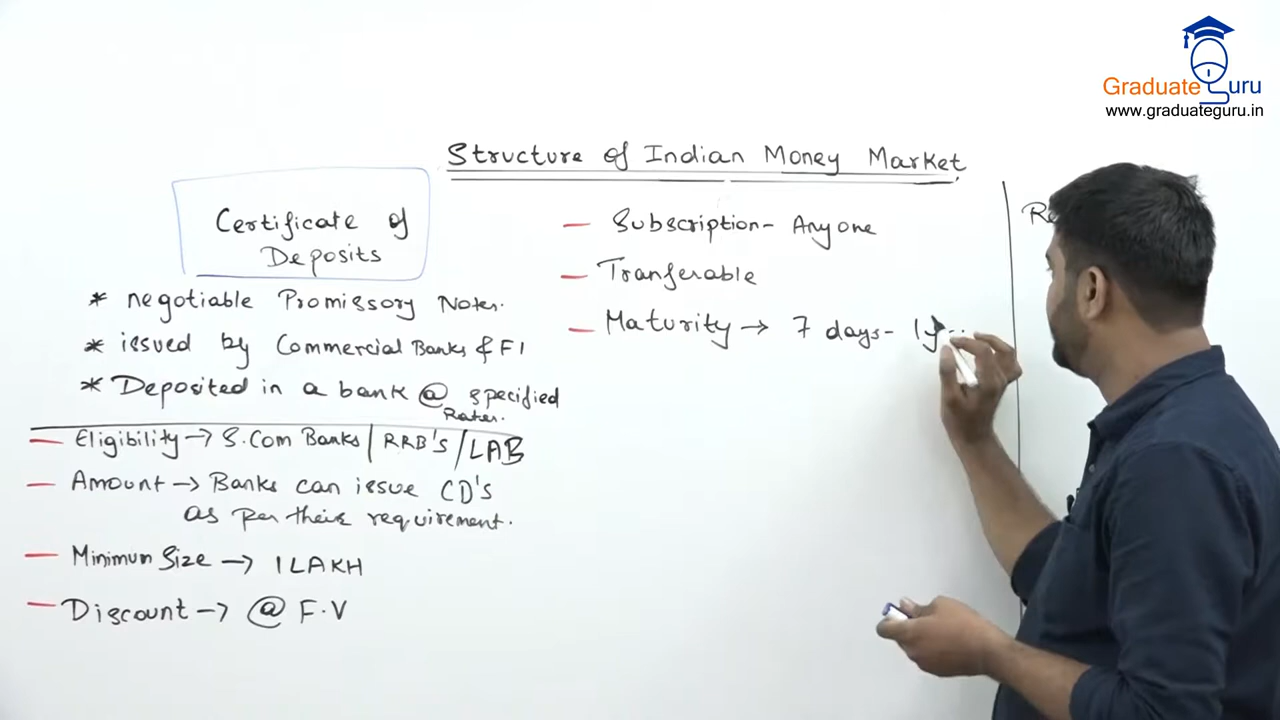 Graduate Guru
www.graduateguru.in
Structure of Indian Money Market
Certificate of
Deposits
* negotiable Promissory Notes.
* issued by Commercial Banks & FI
* Deposited in a bank @ specified
Rates.
— Eligibility → S.Com Banks / RRB's / LAB
— Amount → Banks can issue CD's
as per their requirement.
— Minimum Size → 1 LAKH
— Discount → @ F.V
— Subscription - Anyone
— Tranferable
— Maturity → 7 days - 1y